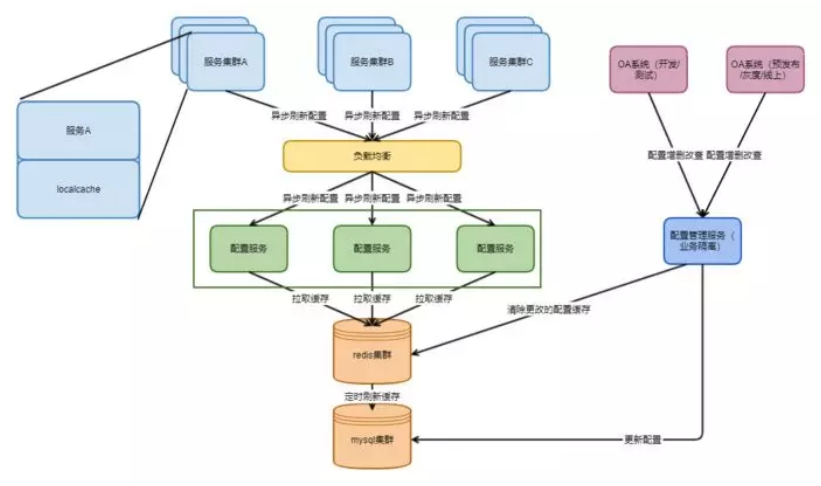 服务集群A
服务集群B
服务集群C
OA系统（开发/
测试）
OA系统（预发布
/灰度/线上）
服务A
localcache
异步刷新配置
异步刷新配置
异步刷新配置
负载均衡
配置增删改查
配置增删改查
异步刷新配置
异步刷新配置
异步刷新配置
配置服务
配置服务
配置服务
配置管理服务（
业务隔离）
拉取缓存
拉取缓存
拉取缓存
清除更改的配置缓存
redis集群
定时刷新缓存
mysql集群
更新配置